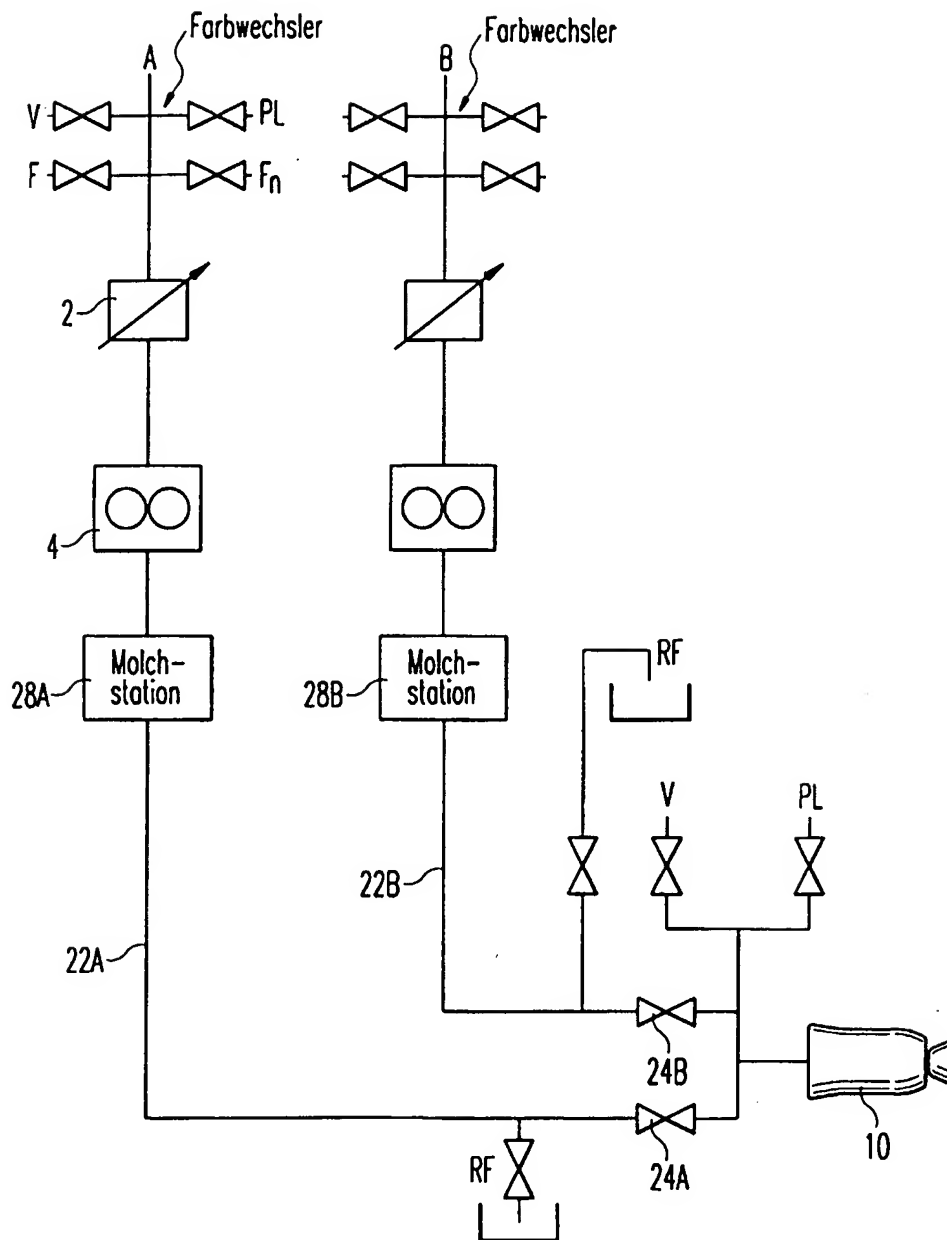 Farbwechsler
Farbwechsler
A
B
V
PL
F
Fn
2
4
Molch-
station
28A
Molch-
station
28B
RF
V
PL
22B
22A
24B
24A
10
RF